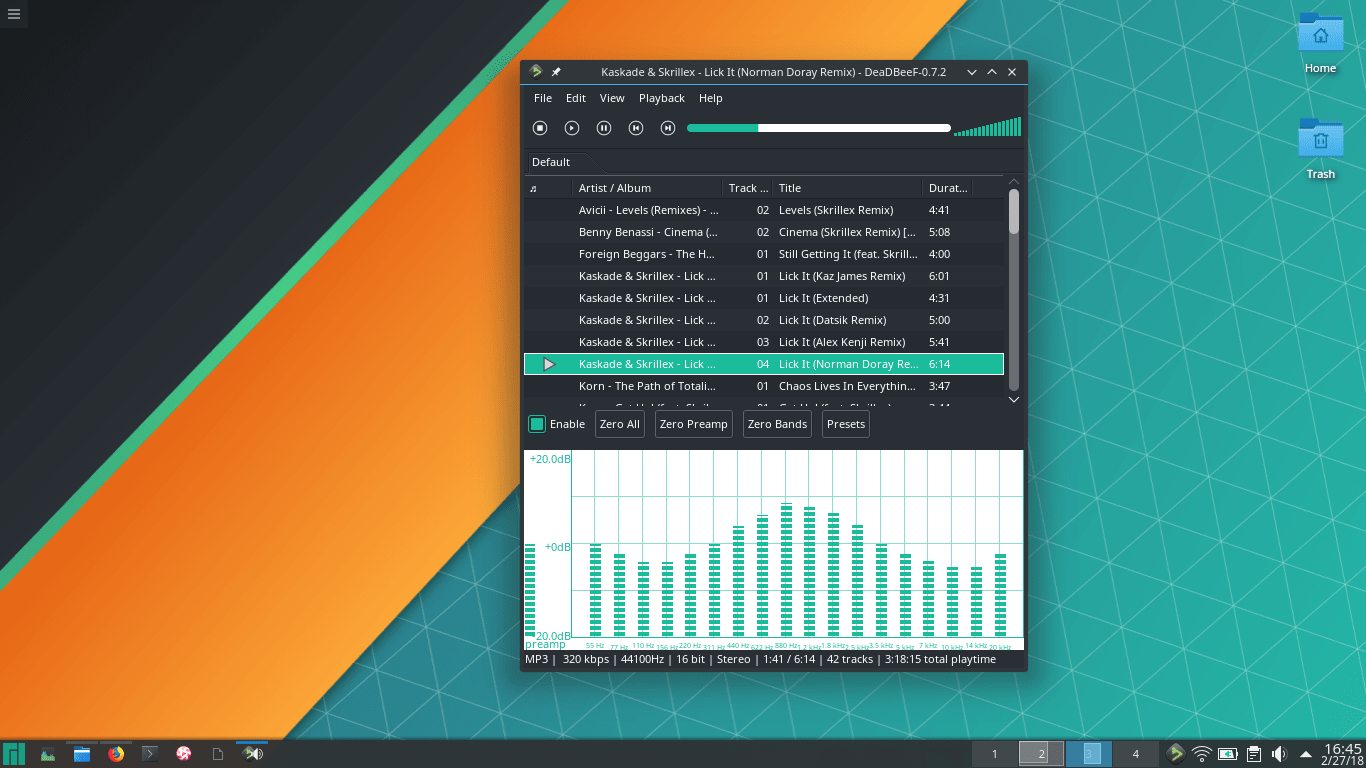 Kaskade & Skrillex - Lick It (Norman Doray Remix) - DeaDBeeF-0.7.2
File Edit View Playback Help
Default
♬ Artist / Album Track ... Title Durat...
Avicii - Levels (Remixes) - ... 02 Levels (Skrillex Remix) 4:41
Benny Benassi - Cinema (... 02 Cinema (Skrillex Remix) [... 5:08
Foreign Beggars - The H... 01 Still Getting It (feat. Skrill... 4:00
Kaskade & Skrillex - Lick ... 01 Lick It (Kaz James Remix) 6:01
Kaskade & Skrillex - Lick ... 01 Lick It (Extended) 4:31
Kaskade & Skrillex - Lick ... 02 Lick It (Datsik Remix) 5:00
Kaskade & Skrillex - Lick ... 03 Lick It (Alex Kenji Remix) 5:41
Kaskade & Skrillex - Lick ... 04 Lick It (Norman Doray Re... 6:14
Korn - The Path of Totali... 01 Chaos Lives In Everythin... 3:47
Enable Zero All Zero Preamp Zero Bands Presets
+20.0dB
+0dB
-20.0dB
preamp 55 Hz 77 Hz 110 Hz 156 Hz 220 Hz 311 Hz 440 Hz 622 Hz 880 Hz 1.2 kHz 1.8 kHz 2.5 kHz 3.5 kHz 5 kHz 7 kHz 10 kHz 14 kHz 20 kHz
MP3 | 320 kbps | 44100Hz | 16 bit | Stereo | 1:41 / 6:14 | 42 tracks | 3:18:15 total playtime
Home
Trash
1 2 3 4
16:45
2/27/18